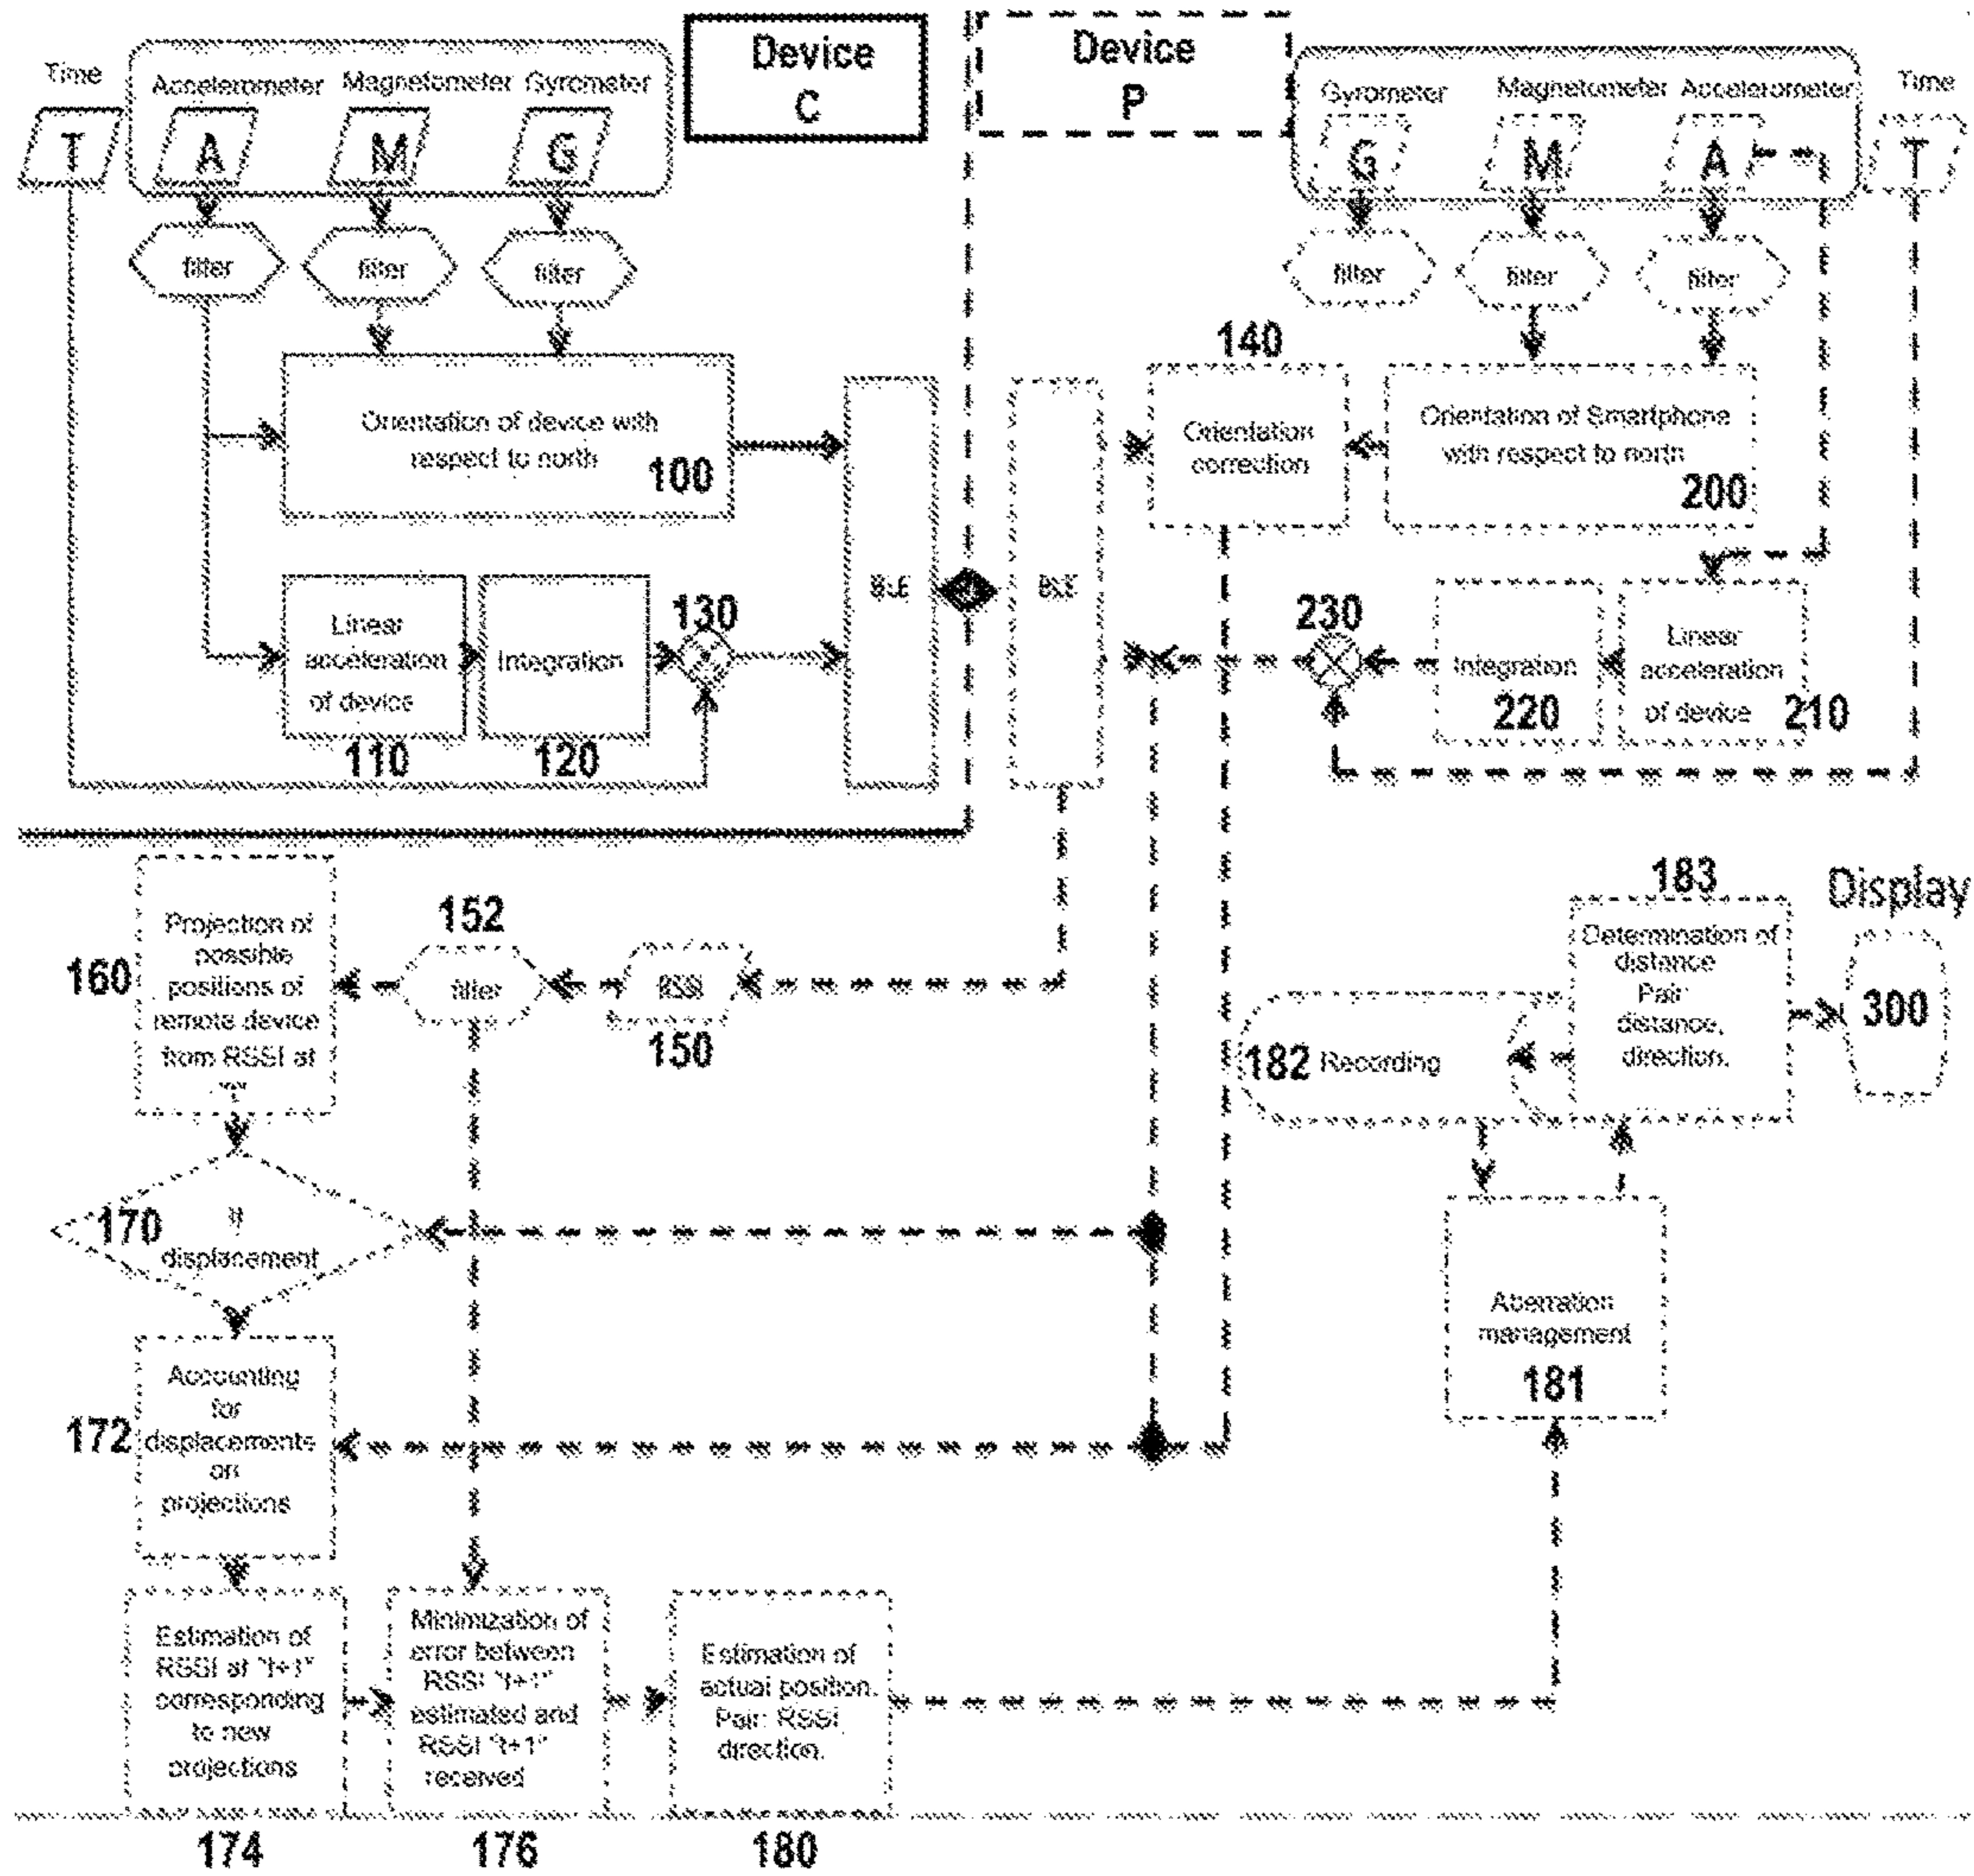 Device
C
Device
P
Time
Accelerometer
Magnetometer
Gyrometer
T
A
M
G
filter
filter
filter
Gyrometer
Magnetometer
Accelerometer
Time
G
M
A
T
filter
filter
filter
Orientation of device with
respect to north
100
BLE
BLE
140
Orientation
correction
Orientation of Smartphone
with respect to north
200
Linear
acceleration
of device
110
Integration
120
130
230
Integration
220
Linear
acceleration
of device
210
160
Projection of
possible
positions of
remote device
from RSSI at
152
filter
RSSI
150
183
Determination of
distance
Pair:
distance,
direction.
Display
300
182 Recording
170
If
displacement
172
Accounting
for
displacements
on
projections
Aberration
management
181
Estimation of
RSSI at "t+1"
corresponding
to new
projections
174
Minimization of
error between
RSSI "t+1"
estimated and
RSSI "t+1"
received
176
Estimation of
actual position.
Pair: RSSI,
direction.
180